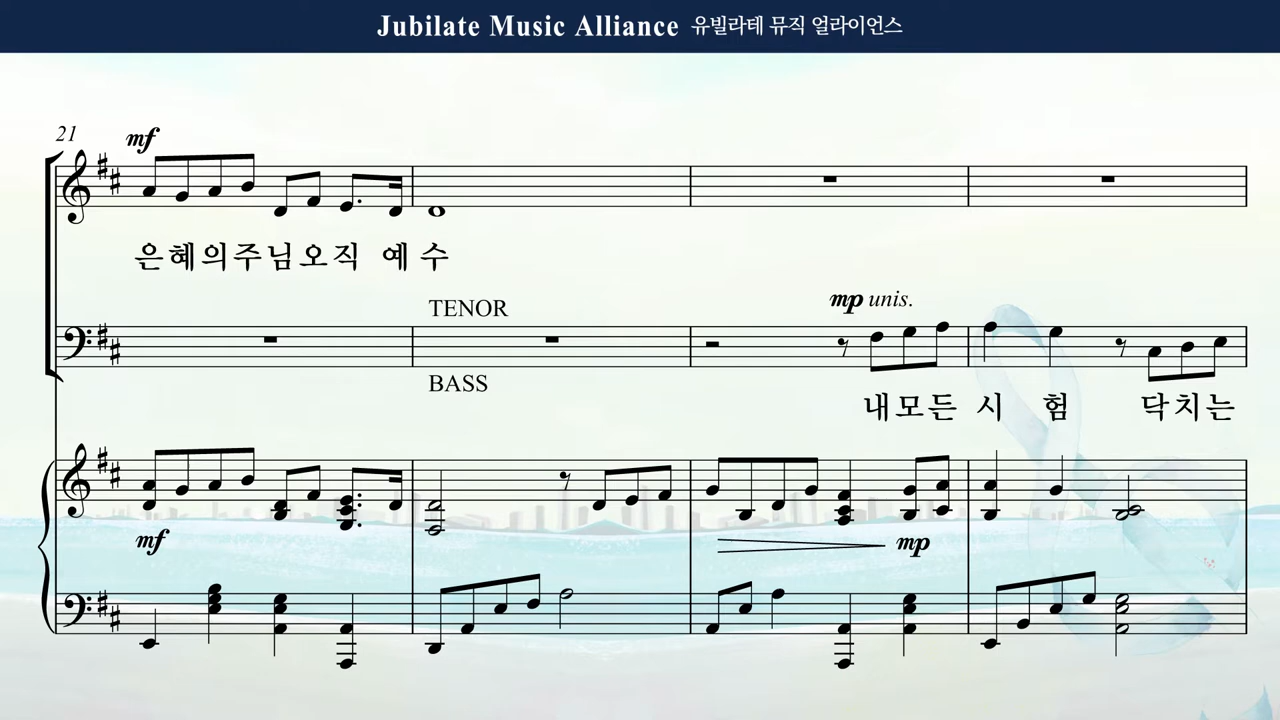 Jubilate Music Alliance 유빌라테 뮤직 얼라이언스
21
mf
은혜의주님오직 예수
TENOR
mp unis.
BASS
내모든 시 험 닥치는
mf
mp